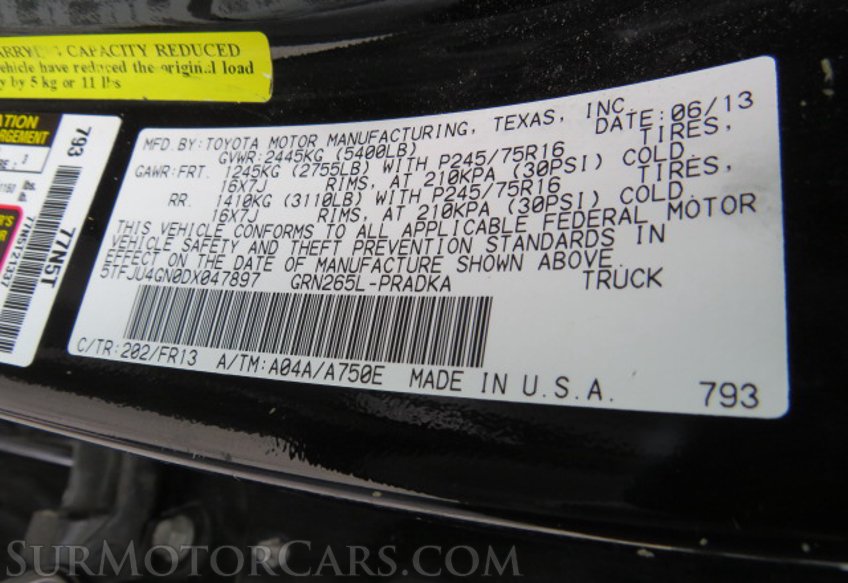 CAPACITY REDUCED
vehicle have reduced the original load
y by 5 kg or 11 lbs
MFD. BY: TOYOTA MOTOR MANUFACTURING, TEXAS, INC. DATE: 06/13
GVWR: 2445KG (5400LB)
GAWR: FRT. 1245KG (2755LB) WITH P245/75R16 TIRES,
16X7J RIMS, AT 210KPA (30PSI) COLD
RR. 1410KG (3110LB) WITH P245/75R16 TIRES,
16X7J RIMS, AT 210KPA (30PSI) COLD
THIS VEHICLE CONFORMS TO ALL APPLICABLE FEDERAL MOTOR
VEHICLE SAFETY AND THEFT PREVENTION STANDARDS IN
EFFECT ON THE DATE OF MANUFACTURE SHOWN ABOVE.
5TFJU4GN0DX047897 GRN265L-PRADKA TRUCK
C/TR: 202/FR13 A/TM: A04A/A750E MADE IN U.S.A. 793
793
77N5T
SURMOTORCARS.COM